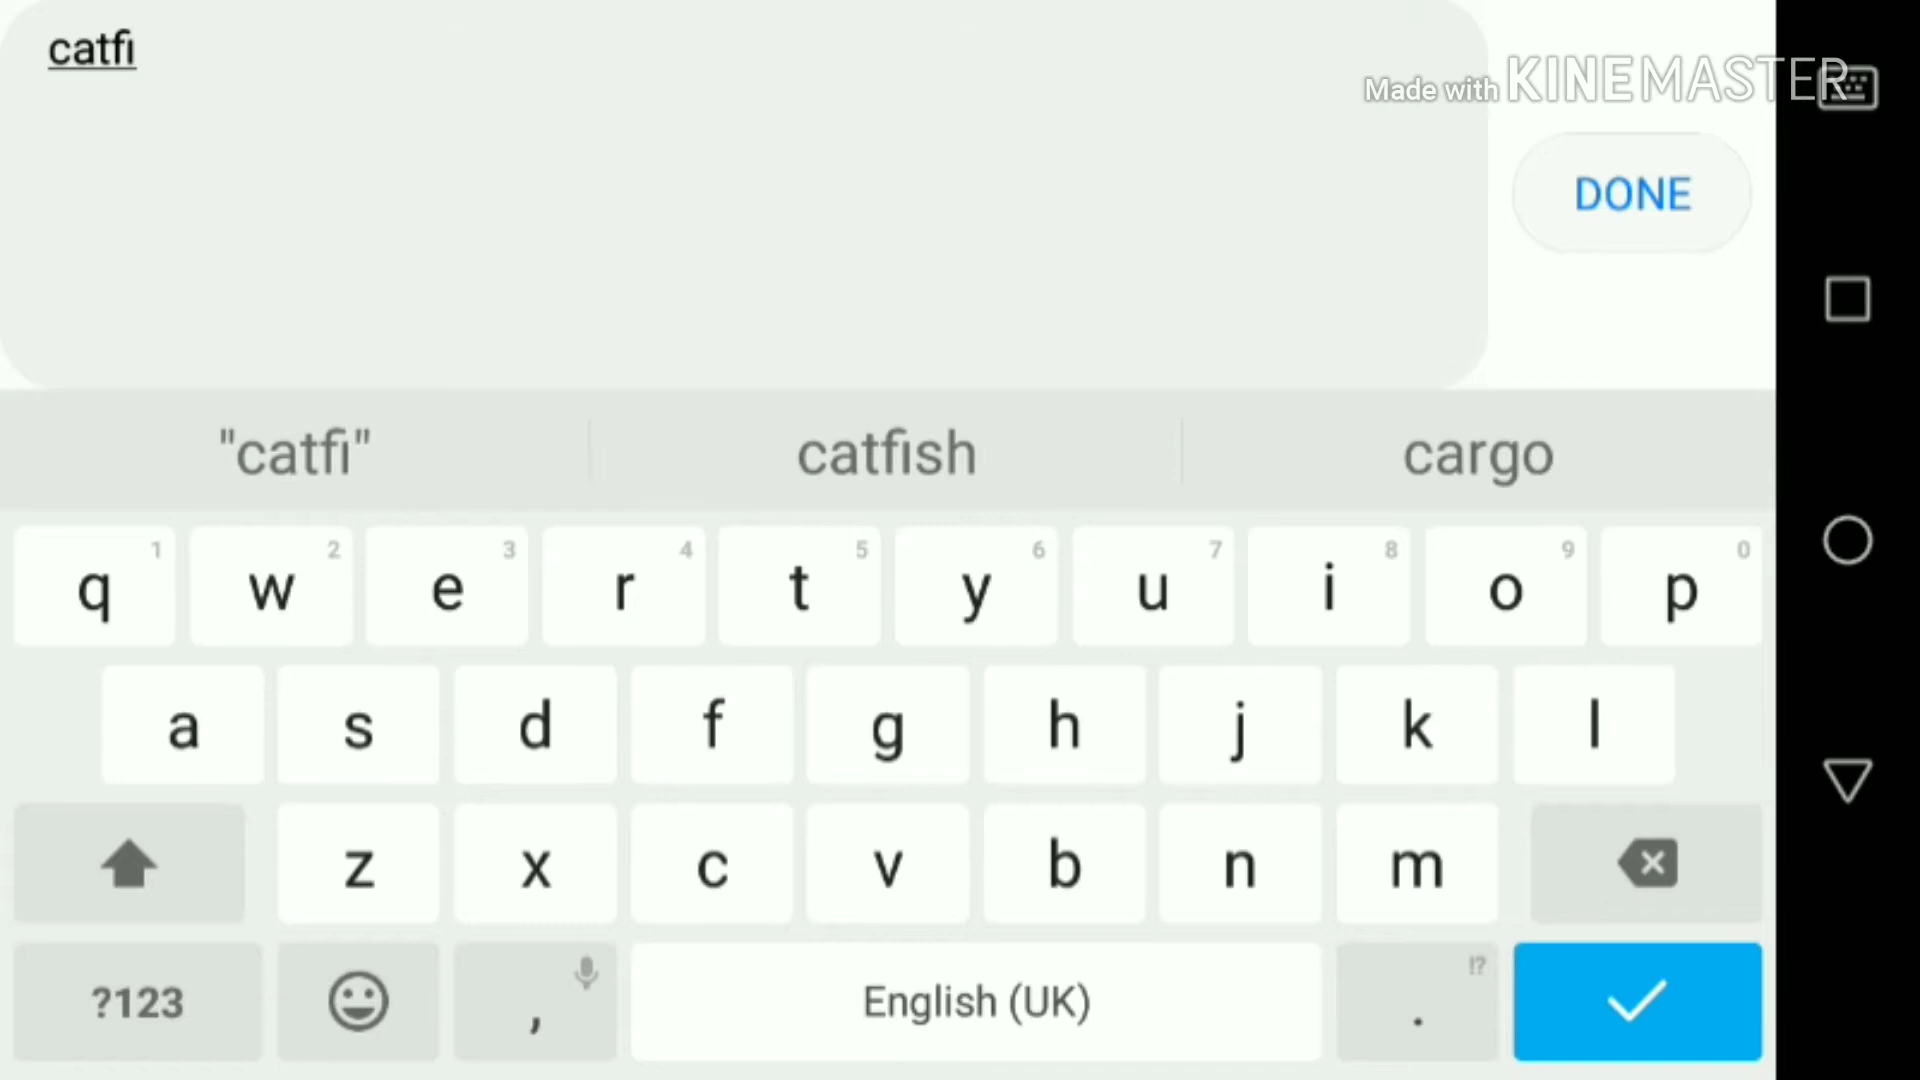 catfi
Made with KINEMASTER
DONE
"catfi" catfish cargo
q 1 w 2 e 3 r 4 t 5 y 6 u 7 i 8 o 9 p 0
a s d f g h j k l
z x c v b n m
?123 , English (UK) . !?